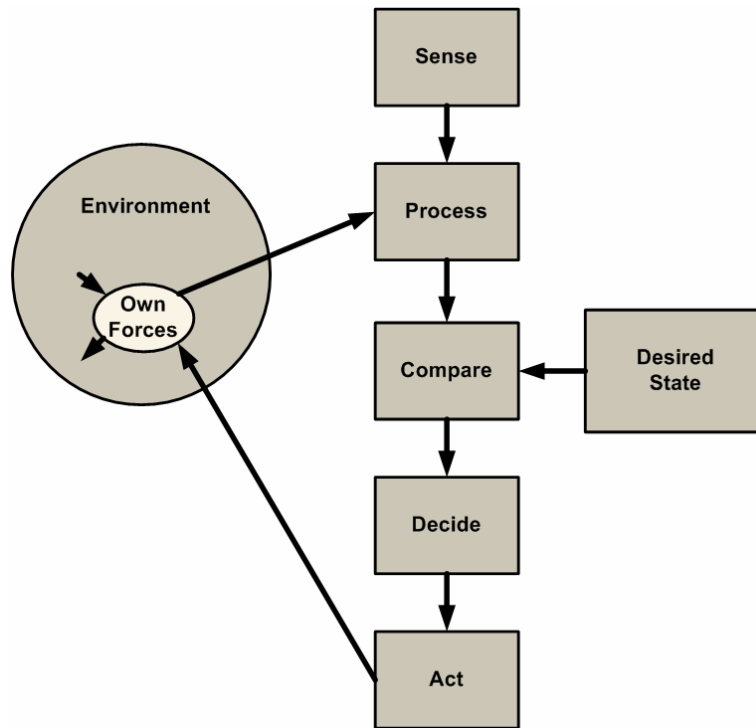 Sense
Environment
Process
Own
Forces
Compare
Desired
State
Decide
Act